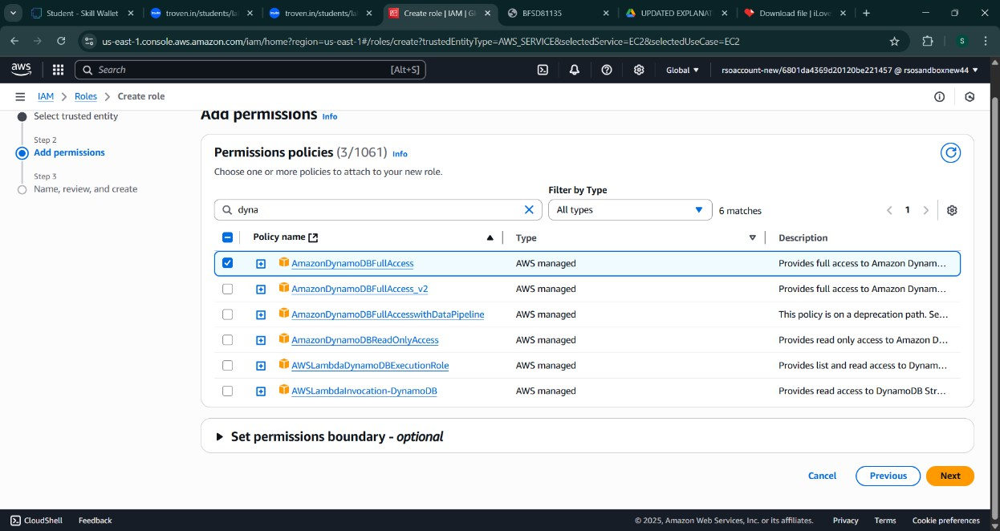 Student - Skill Wallet
troven.in/students/la
troven.in/students/la
Create role | IAM | Gl
BFSD81135
UPDATED EXPLANAT
Download file | iLove
us-east-1.console.aws.amazon.com/iam/home?region=us-east-1#/roles/create?trustedEntityType=AWS_SERVICE&selectedService=EC2&selectedUseCase=EC2
S
aws
Search
[Alt+S]
Global
rsoaccount-new/6801da4369d20120be221457 @ rsosandboxnew44
IAM > Roles > Create role
Select trusted entity
Step 2
Add permissions
Step 3
Name, review, and create
Add permissions Info
Permissions policies (3/1061) Info
Choose one or more policies to attach to your new role.
Filter by Type
dyna
All types
6 matches
1
Policy name Type Description
AmazonDynamoDBFullAccess AWS managed Provides full access to Amazon Dynam...
AmazonDynamoDBFullAccess_v2 AWS managed Provides full access to Amazon Dynam...
AmazonDynamoDBFullAccesswithDataPipeline AWS managed This policy is on a deprecation path. Se...
AmazonDynamoDBReadOnlyAccess AWS managed Provides read only access to Amazon D...
AWSLambdaDynamoDBExecutionRole AWS managed Provides list and read access to Dynam...
AWSLambdaInvocation-DynamoDB AWS managed Provides read access to DynamoDB Str...
Set permissions boundary - optional
Cancel
Previous
Next
CloudShell Feedback © 2025, Amazon Web Services, Inc. or its affiliates. Privacy Terms Cookie preferences